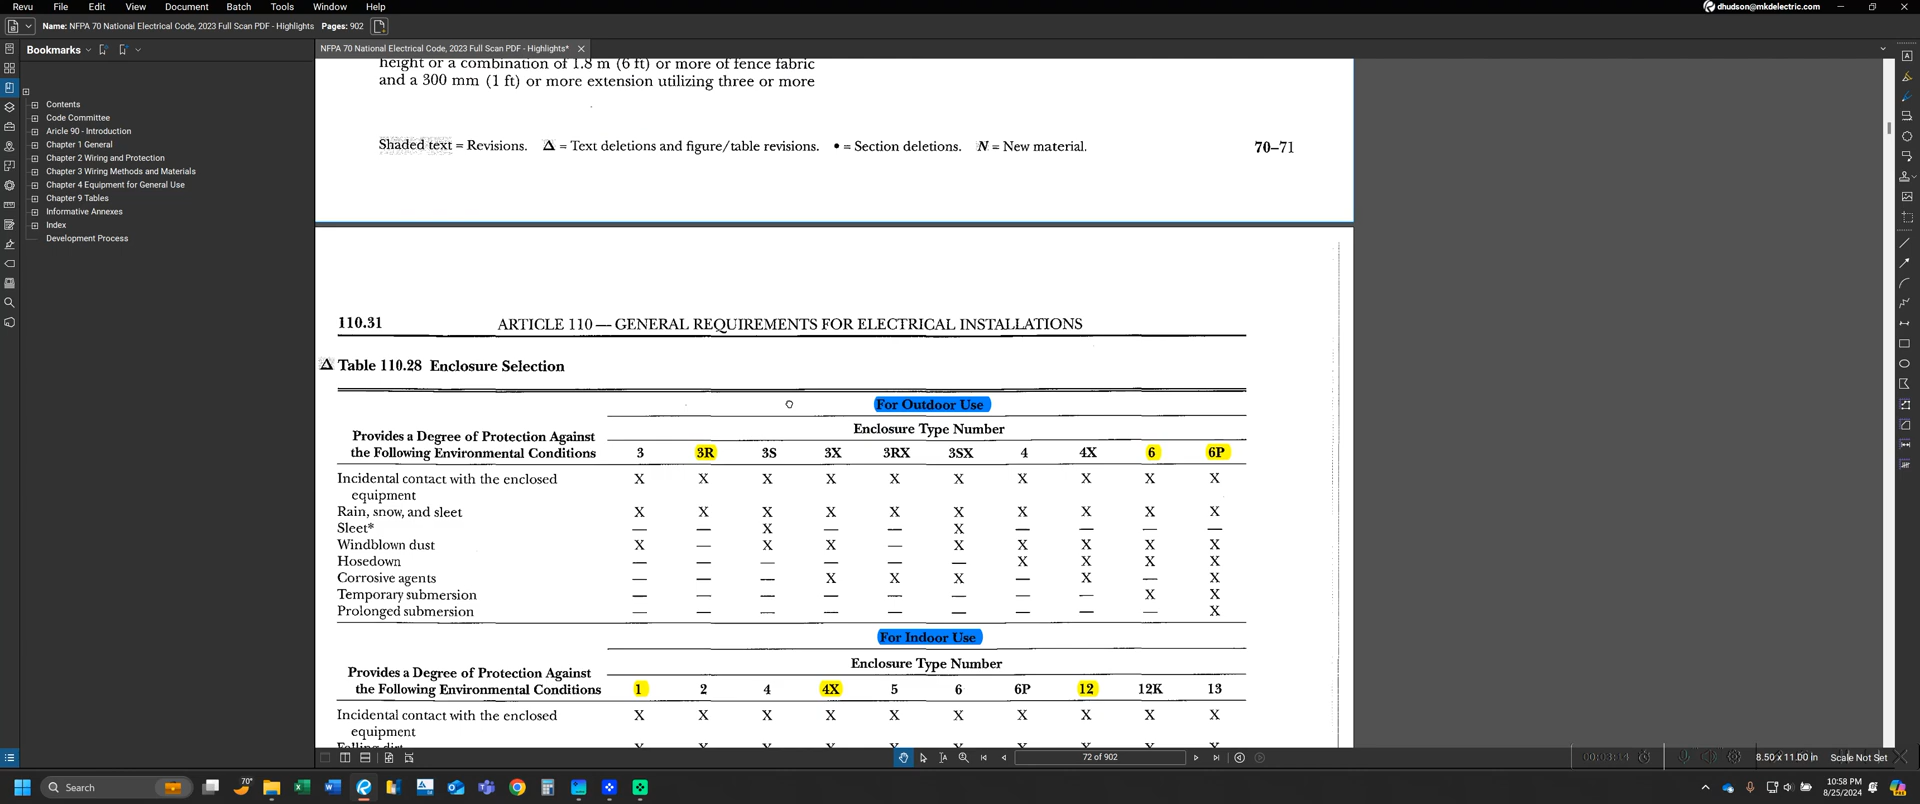 Revu File Edit View Document Batch Tools Window Help dhudson@mkdelectric.com
Name: NFPA 70 National Electrical Code, 2023 Full Scan PDF - Highlights Pages: 902
Bookmarks
NFPA 70 National Electrical Code, 2023 Full Scan PDF - Highlights*
Contents
Code Committee
Aricle 90 - Introduction
Chapter 1 General
Chapter 2 Wiring and Protection
Chapter 3 Wiring Methods and Materials
Chapter 4 Equipment for General Use
Chapter 9 Tables
Informative Annexes
Index
Development Process
height or a combination of 1.8 m (6 ft) or more of fence fabric
and a 300 mm (1 ft) or more extension utilizing three or more
Shaded text = Revisions. Δ = Text deletions and figure/table revisions. • = Section deletions. N = New material. 70–71
110.31 ARTICLE 110 — GENERAL REQUIREMENTS FOR ELECTRICAL INSTALLATIONS
Δ Table 110.28 Enclosure Selection
For Outdoor Use
Enclosure Type Number
Provides a Degree of Protection Against
the Following Environmental Conditions 3 3R 3S 3X 3RX 3SX 4 4X 6 6P
Incidental contact with the enclosed X X X X X X X X X X
equipment
Rain, snow, and sleet X X X X X X X X X X
Sleet* — — X — — X — — — —
Windblown dust X — X X — X X X X X
Hosedown — — — — — — X X X X
Corrosive agents — — — X X X — X — X
Temporary submersion — — — — — — — — X X
Prolonged submersion — — — — — — — — — X
For Indoor Use
Enclosure Type Number
Provides a Degree of Protection Against
the Following Environmental Conditions 1 2 4 4X 5 6 6P 12 12K 13
Incidental contact with the enclosed X X X X X X X X X X
equipment
Falling dirt X X X X X X X X X X
72 of 902
8.50 x 11.00 in Scale Not Set
Search
70°
10:58 PM
8/25/2024